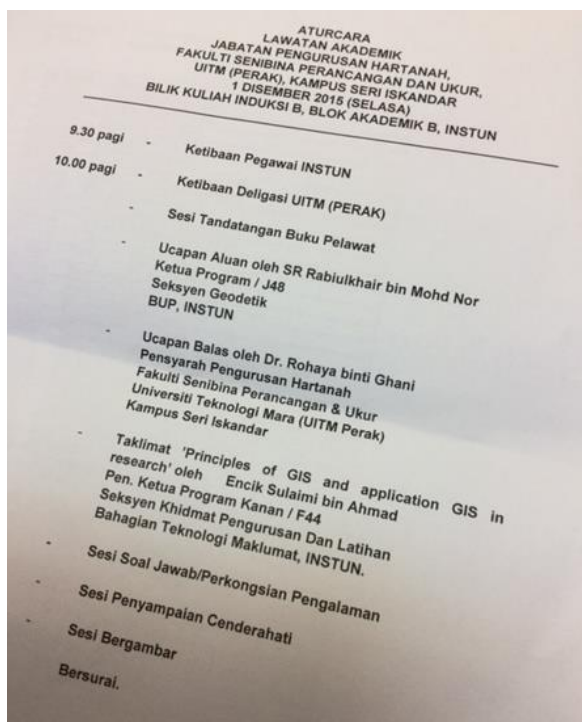 ATURCARA
LAWATAN AKADEMIK
JABATAN PENGURUSAN HARTANAH,
FAKULTI SENIBINA PERANCANGAN DAN UKUR,
UITM (PERAK), KAMPUS SERI ISKANDAR
1 DISEMBER 2015 (SELASA)
BILIK KULIAH INDUKSI B, BLOK AKADEMIK B, INSTUN
9.30 pagi - Ketibaan Pegawai INSTUN
10.00 pagi - Ketibaan Deligasi UITM (PERAK)
- Sesi Tandatangan Buku Pelawat
- Ucapan Aluan oleh SR Rabiulkhair bin Mohd Nor
Ketua Program / J48
Seksyen Geodetik
BUP, INSTUN
- Ucapan Balas oleh Dr. Rohaya binti Ghani
Pensyarah Pengurusan Hartanah
Fakulti Senibina Perancangan & Ukur
Universiti Teknologi Mara (UITM Perak)
Kampus Seri Iskandar
- Taklimat 'Principles of GIS and application GIS in
research' oleh Encik Sulaimi bin Ahmad
Pen. Ketua Program Kanan / F44
Seksyen Khidmat Pengurusan Dan Latihan
Bahagian Teknologi Maklumat, INSTUN.
- Sesi Soal Jawab/Perkongsian Pengalaman
- Sesi Penyampaian Cenderahati
- Sesi Bergambar
Bersurai.